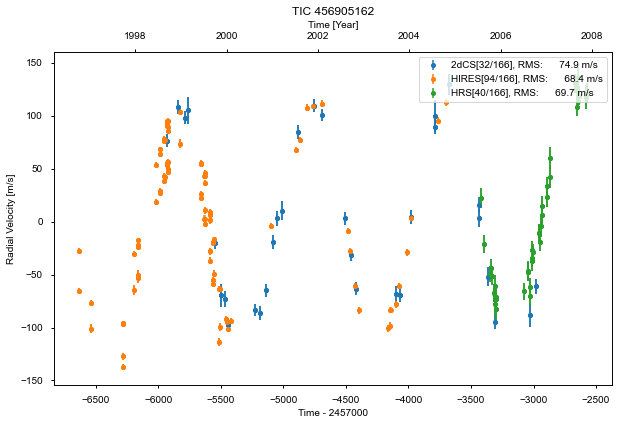 TIC 456905162
Time [Year]
1998 2000 2002 2004 2006 2008
2dCS[32/166], RMS: 74.9 m/s
HIRES[94/166], RMS: 68.4 m/s
HRS[40/166], RMS: 69.7 m/s
150
100
50
0
−50
−100
−150
Radial Velocity [m/s]
−6500 −6000 −5500 −5000 −4500 −4000 −3500 −3000 −2500
Time - 2457000